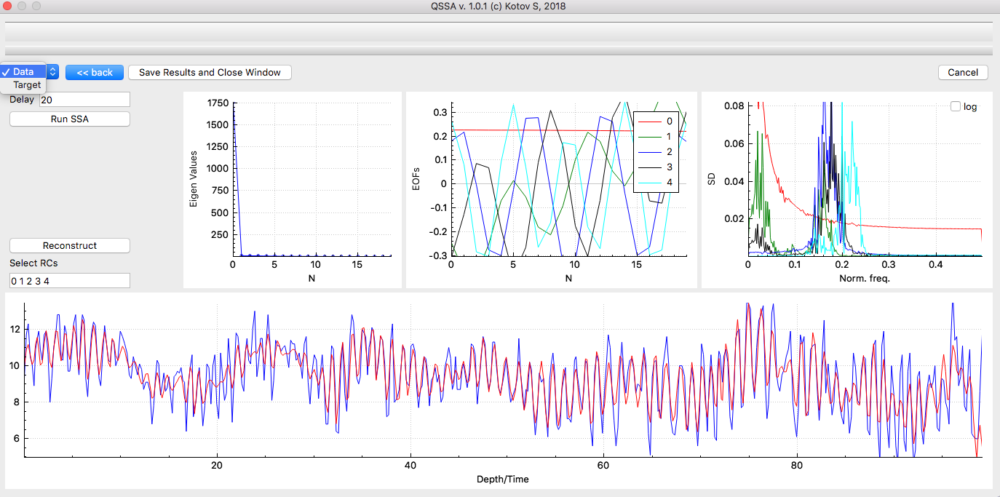 QSSA v. 1.0.1 (c) Kotov S, 2018
✓ Data
<< back
Save Results and Close Window
Cancel
Target
Delay 20
Run SSA
Reconstruct
Select RCs
0 1 2 3 4
Eigen Values
1750
1500
1250
1000
750
500
250
0 5 10 15
N
EOFs
0.3
0.2
0.1
0
-0.1
-0.2
-0.3
0 5 10 15
N
0
1
2
3
4
SD
0.08
0.06
0.04
0.02
0 0.1 0.2 0.3 0.4
Norm. freq.
log
12
10
8
6
20 40 60 80
Depth/Time